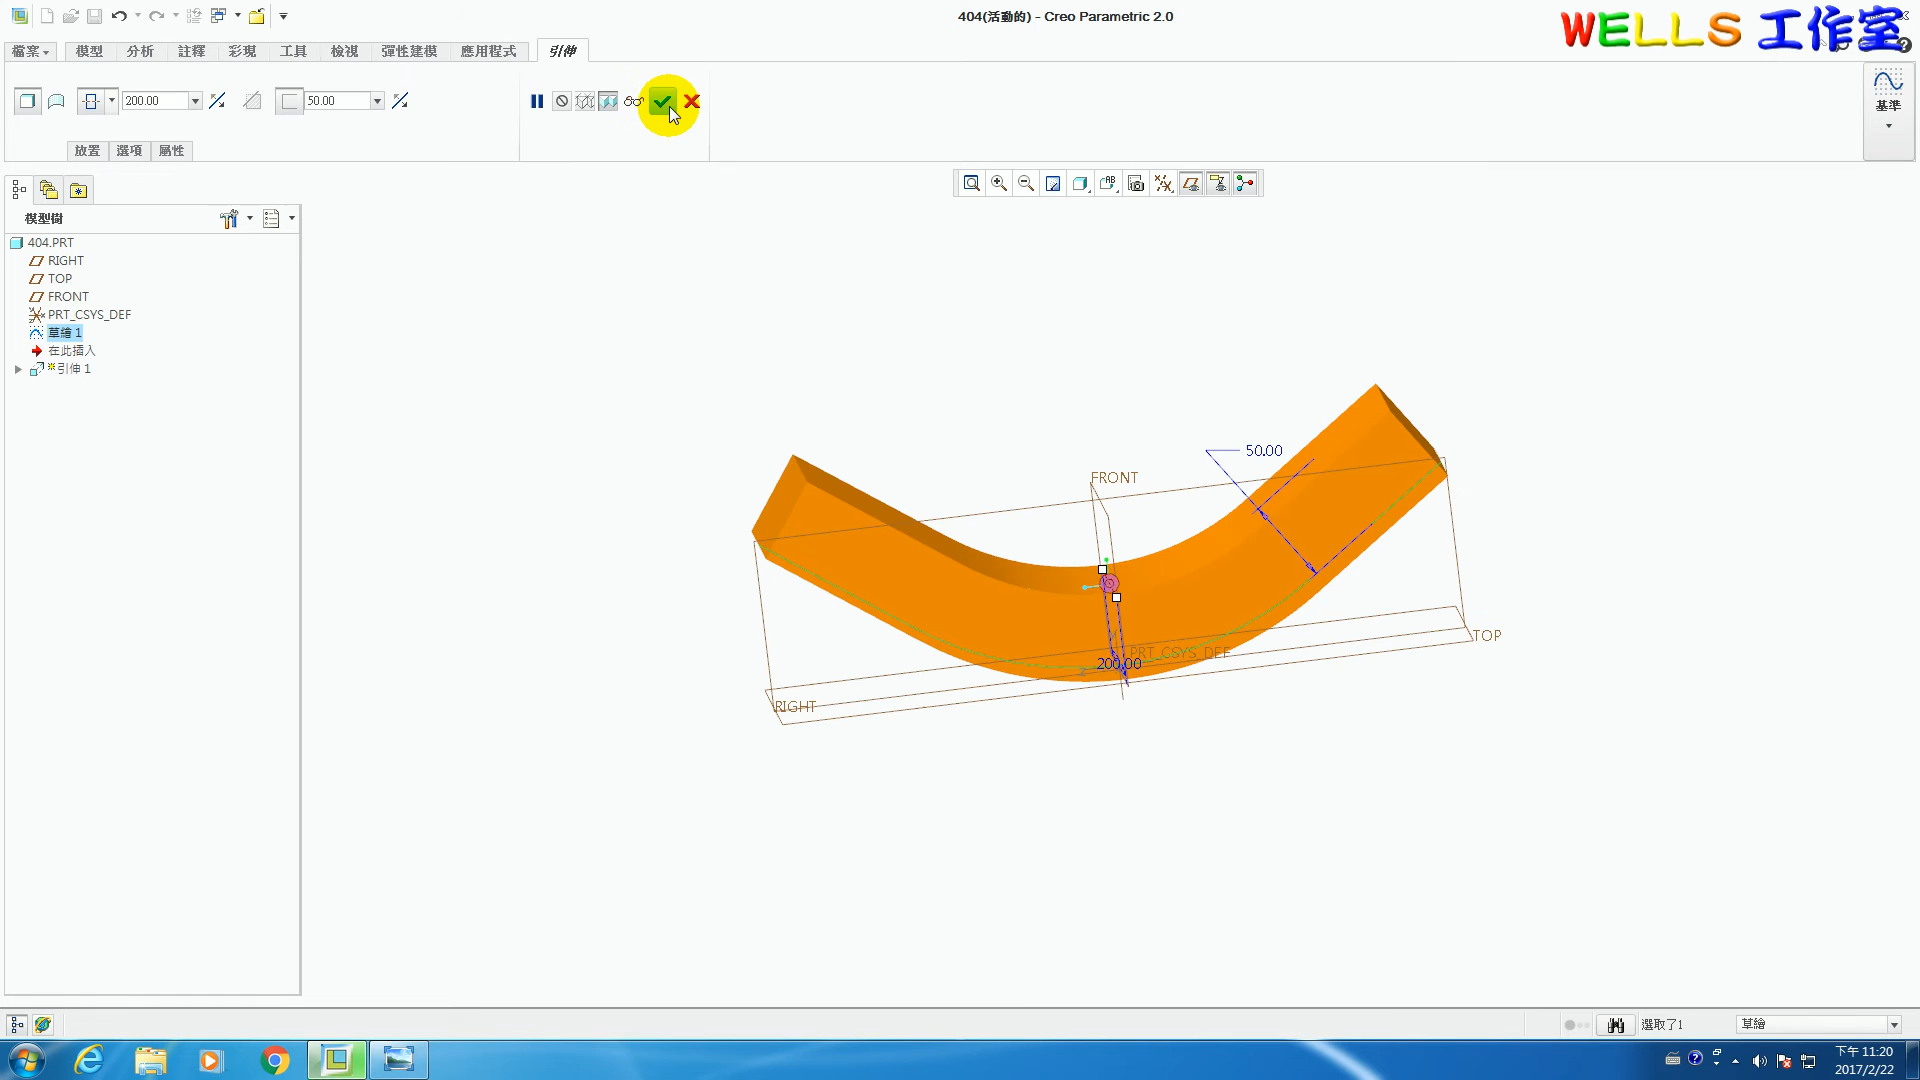 404(活動的) - Creo Parametric 2.0
WELLS 工作室
檔案 模型 分析 註釋 彩現 工具 檢視 彈性建模 應用程式 引伸
200.00 50.00
基準
放置 選項 屬性
模型樹
404.PRT
RIGHT
TOP
FRONT
PRT_CSYS_DEF
草繪 1
在此插入
引伸 1
50.00
FRONT
TOP
PRT_CSYS_DEF
200.00
RIGHT
選取了1
草繪
下午 11:20
2017/2/22